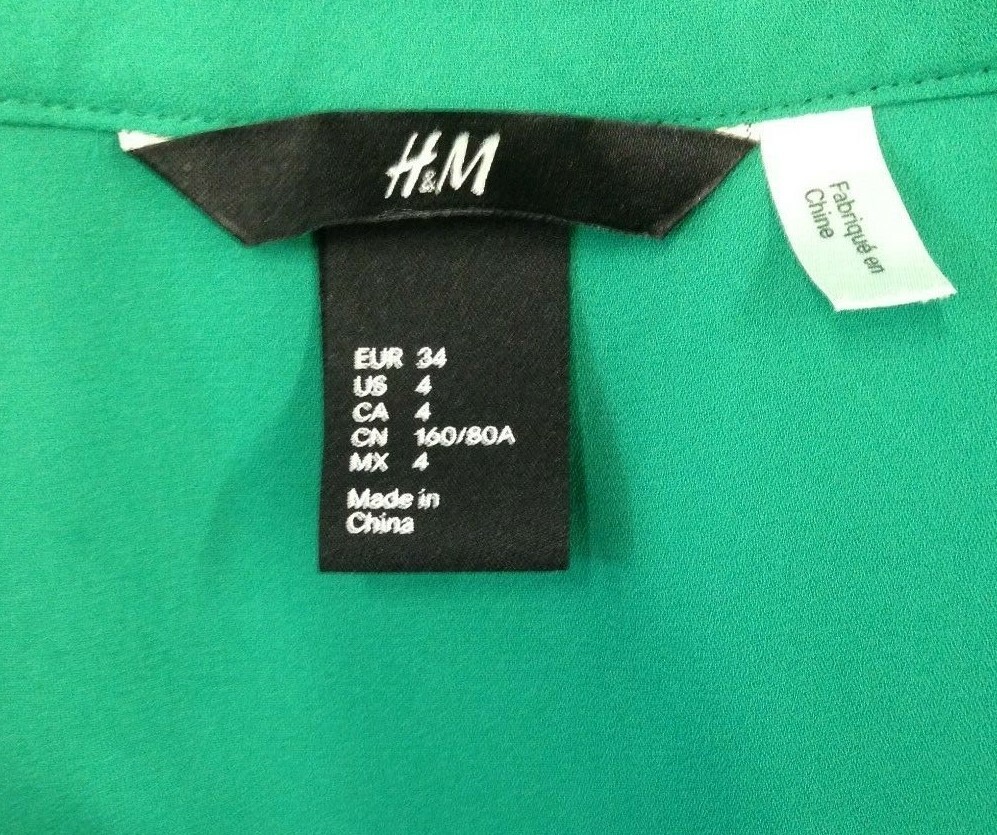 H&M
EUR 34
US 4
CA 4
CN 160/80A
MX 4
Made in
China
Fabriqué en
Chine